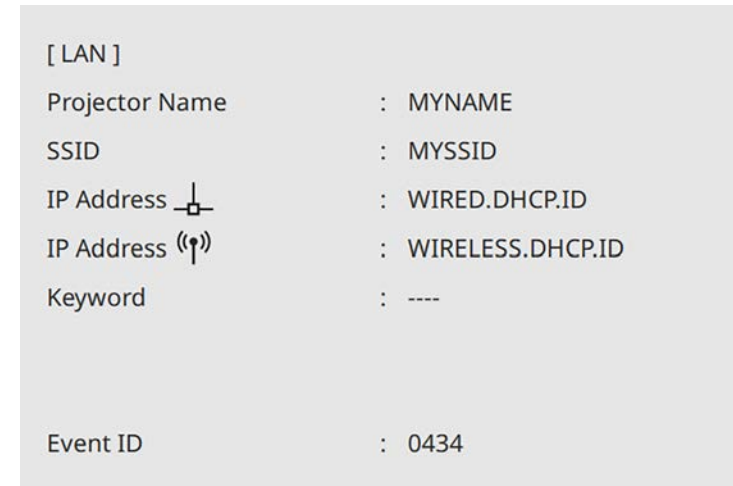 [ LAN ]
Projector Name : MYNAME
SSID : MYSSID
IP Address : WIRED.DHCP.ID
IP Address : WIRELESS.DHCP.ID
Keyword : ----
Event ID : 0434